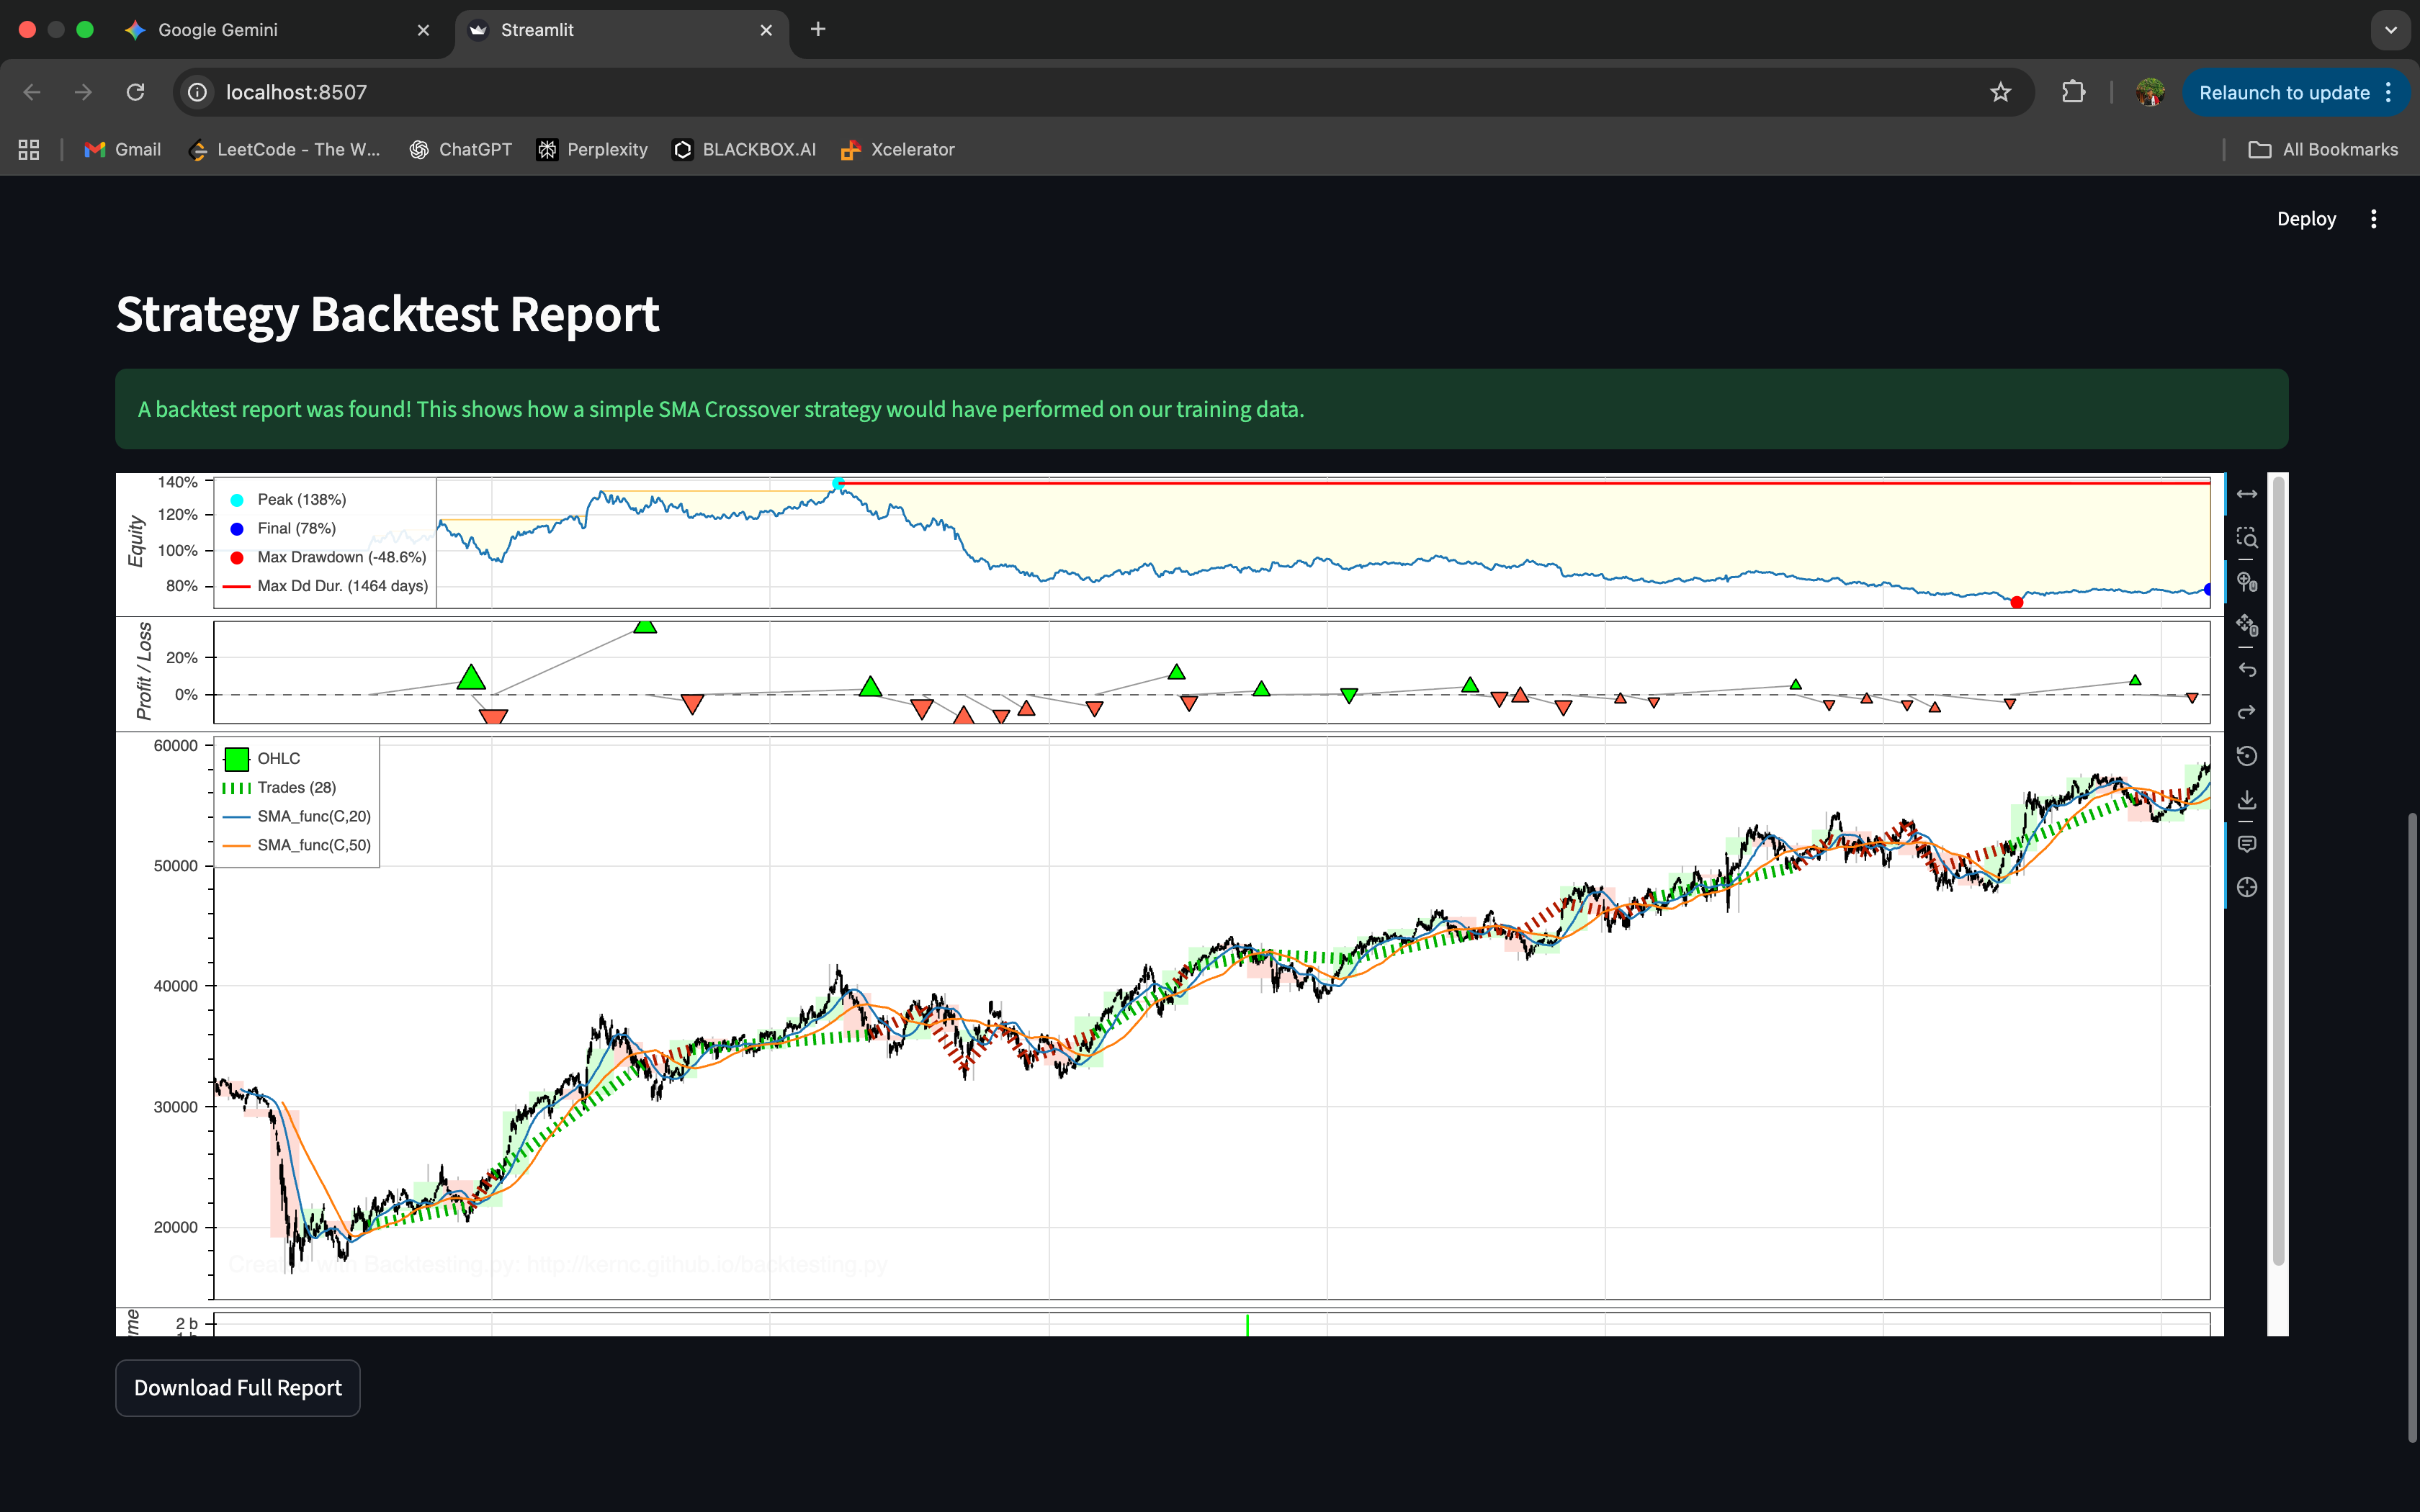 Google Gemini
Streamlit
localhost:8507
Relaunch to update
Gmail
LeetCode - The W...
ChatGPT
Perplexity
BLACKBOX.AI
Xcelerator
All Bookmarks
Deploy
Strategy Backtest Report
A backtest report was found! This shows how a simple SMA Crossover strategy would have performed on our training data.
Equity
140%
120%
100%
80%
Peak (138%)
Final (78%)
Max Drawdown (-48.6%)
Max Dd Dur. (1464 days)
Profit / Loss
20%
0%
60000
50000
40000
30000
20000
OHLC
Trades (28)
SMA_func(C,20)
SMA_func(C,50)
Created with Backtesting.py: http://kernc.github.io/backtesting.py
2 b
Download Full Report